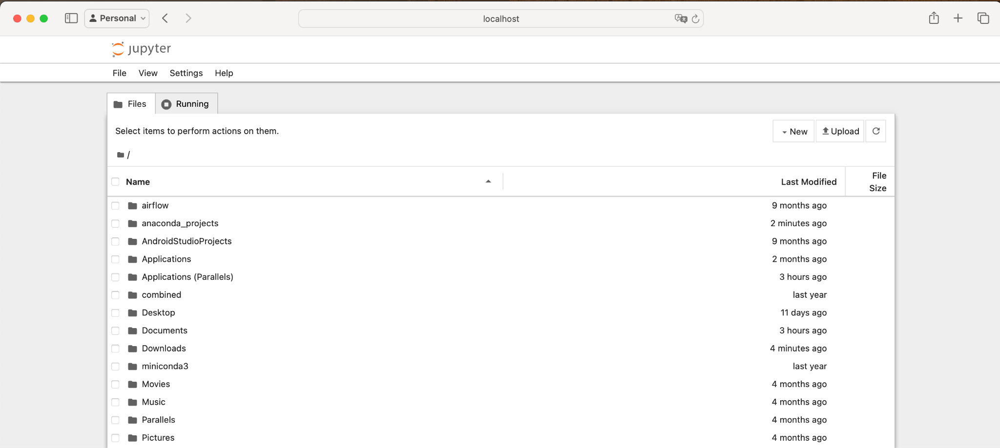 Personal
localhost
jupyter
File View Settings Help
Files Running
Select items to perform actions on them.
New Upload
/
Name Last Modified File Size
airflow 9 months ago
anaconda_projects 2 minutes ago
AndroidStudioProjects 9 months ago
Applications 2 months ago
Applications (Parallels) 3 hours ago
combined last year
Desktop 11 days ago
Documents 3 hours ago
Downloads 4 minutes ago
miniconda3 last year
Movies 4 months ago
Music 4 months ago
Parallels 4 months ago
Pictures 4 months ago